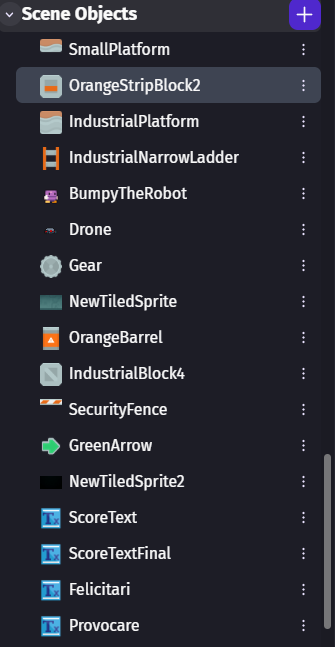 Scene Objects
SmallPlatform
OrangeStripBlock2
IndustrialPlatform
IndustrialNarrowLadder
BumpyTheRobot
Drone
Gear
NewTiledSprite
OrangeBarrel
IndustrialBlock4
SecurityFence
GreenArrow
NewTiledSprite2
ScoreText
ScoreTextFinal
Felicitari
Provocare